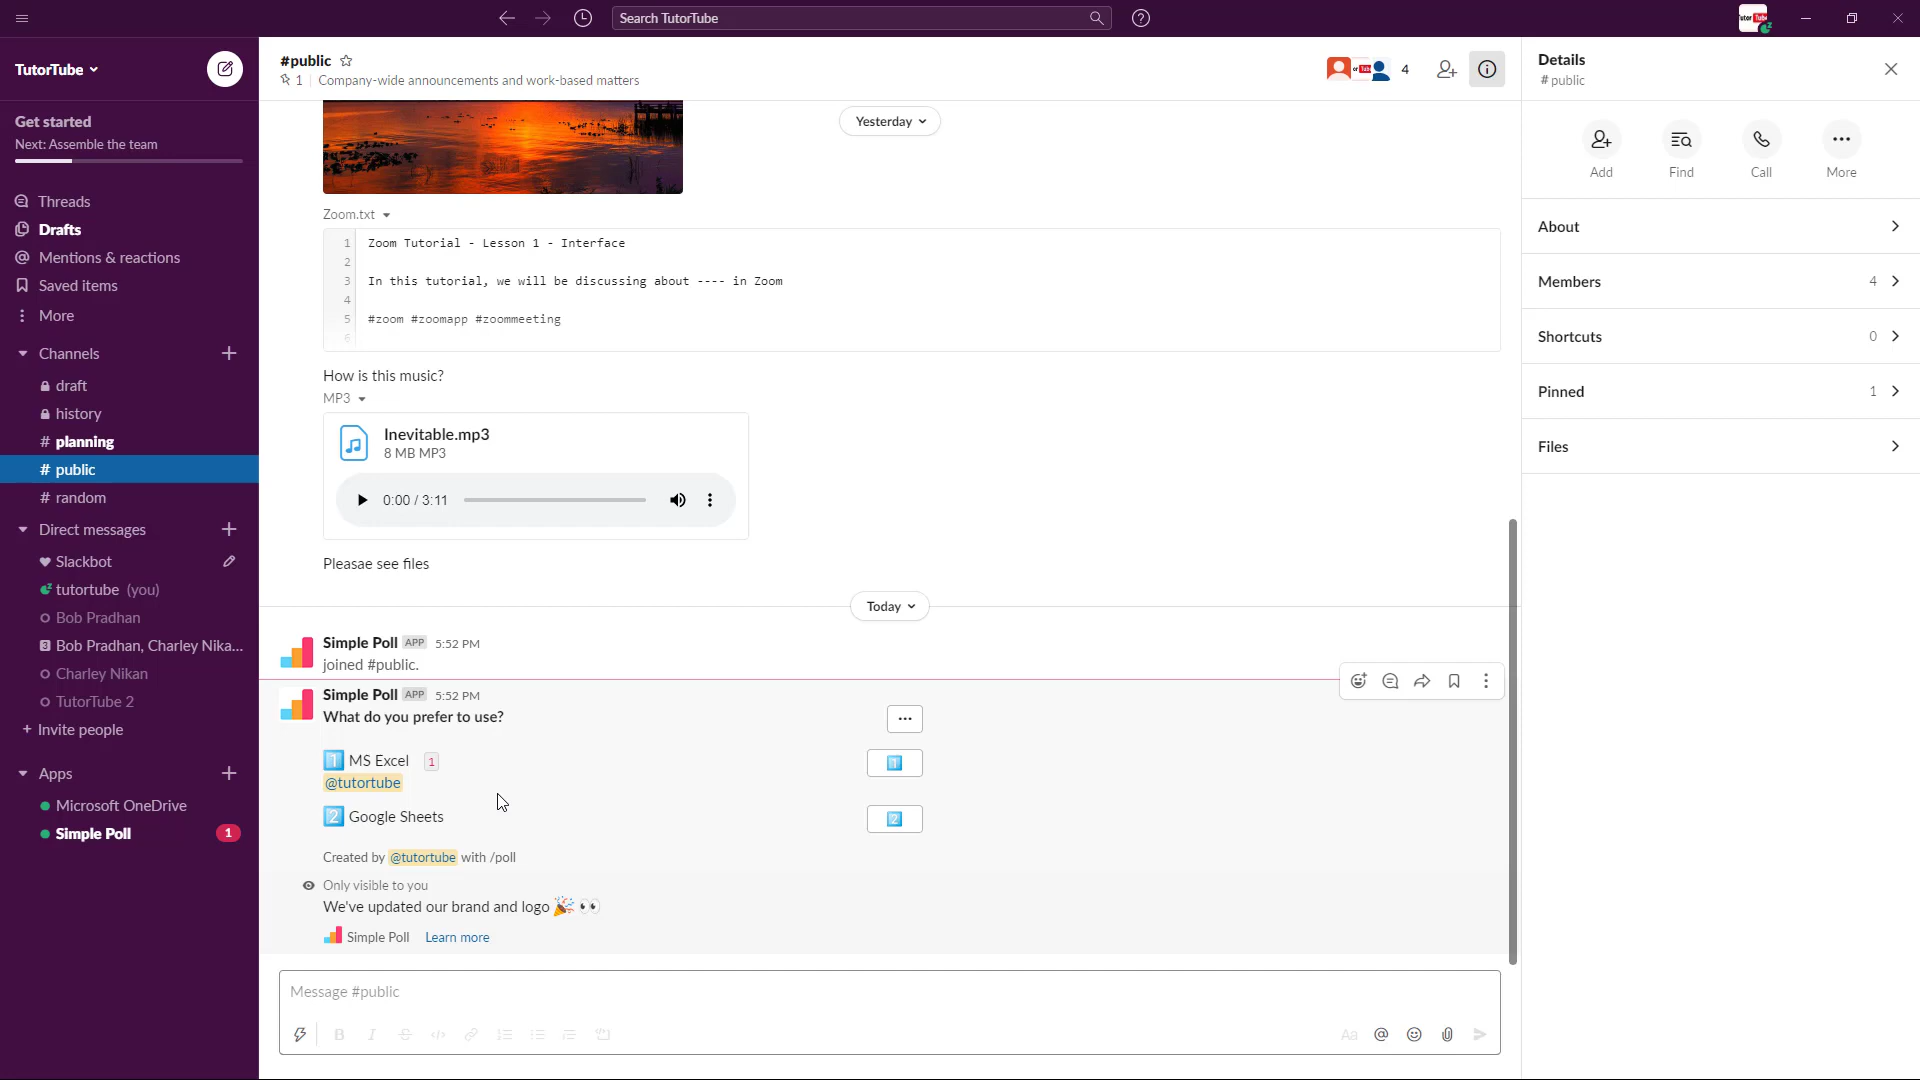 Search TutorTube
TutorTube
Get started
Next: Assemble the team
Threads
Drafts
Mentions & reactions
Saved items
More
Channels
draft
history
# planning
# public
# random
Direct messages
Slackbot
tutortube (you)
Bob Pradhan
3 Bob Pradhan, Charley Nika...
Charley Nikan
TutorTube 2
+ Invite people
Apps
Microsoft OneDrive
Simple Poll 1
#public
1 | Company-wide announcements and work-based matters
4
Yesterday
Zoom.txt
1 Zoom Tutorial - Lesson 1 - Interface
2
3 In this tutorial, we will be discussing about ---- in Zoom
4
5 #zoom #zoomapp #zoommeeting
6
How is this music?
MP3
Inevitable.mp3
8 MB MP3
0:00 / 3:11
Pleasae see files
Today
Simple Poll APP 5:52 PM
joined #public.
Simple Poll APP 5:52 PM
What do you prefer to use?
1 MS Excel 1
1
@tutortube
2 Google Sheets
2
Created by @tutortube with /poll
Only visible to you
We've updated our brand and logo 🎉 👀
Simple Poll Learn more
Message #public
B I S
Aa @
Details
# public
Add Find Call More
About
Members 4
Shortcuts 0
Pinned 1
Files